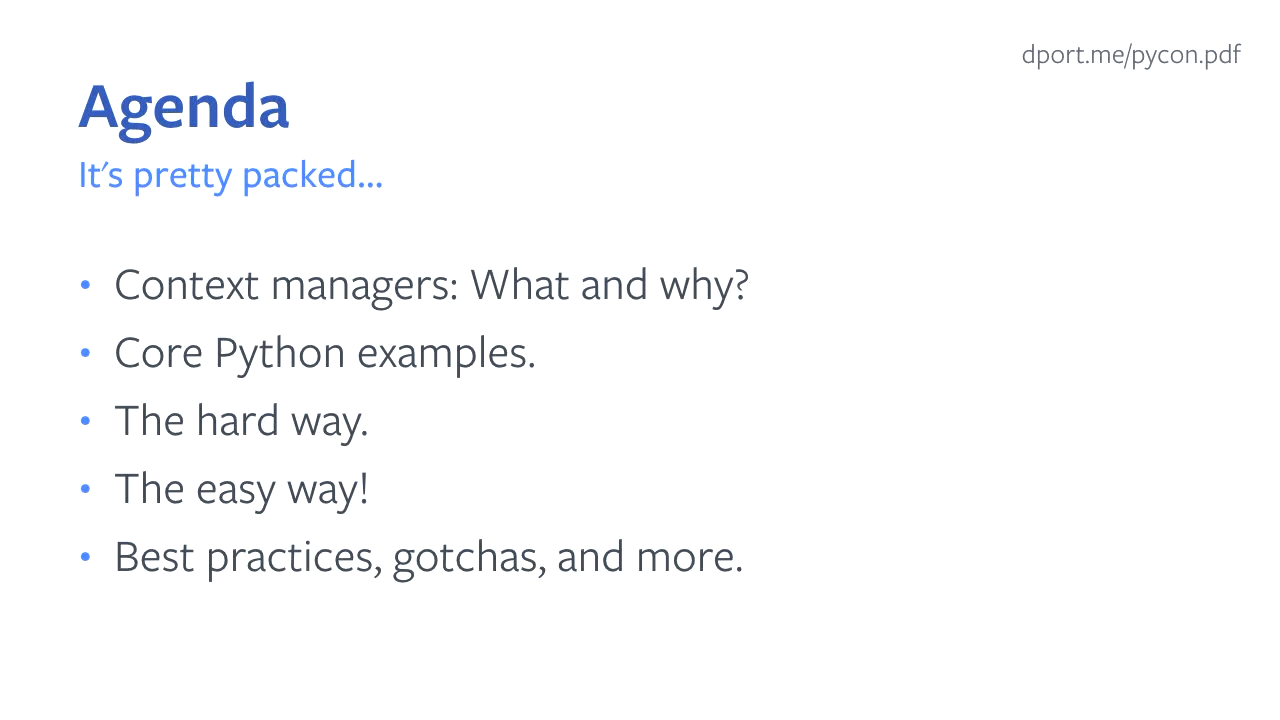 dport.me/pycon.pdf
Agenda
It's pretty packed...
• Context managers: What and why?
• Core Python examples.
• The hard way.
• The easy way!
• Best practices, gotchas, and more.